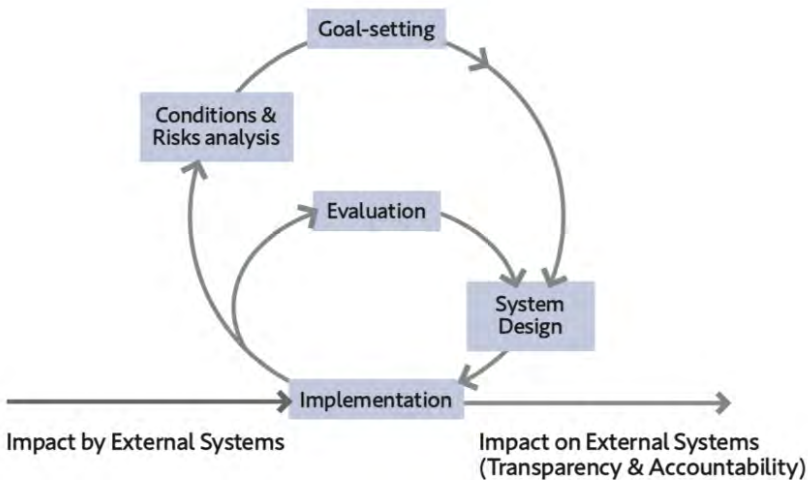 Goal-setting
Conditions &
Risks analysis
Evaluation
System
Design
Implementation
Impact by External Systems
Impact on External Systems
(Transparency & Accountability)